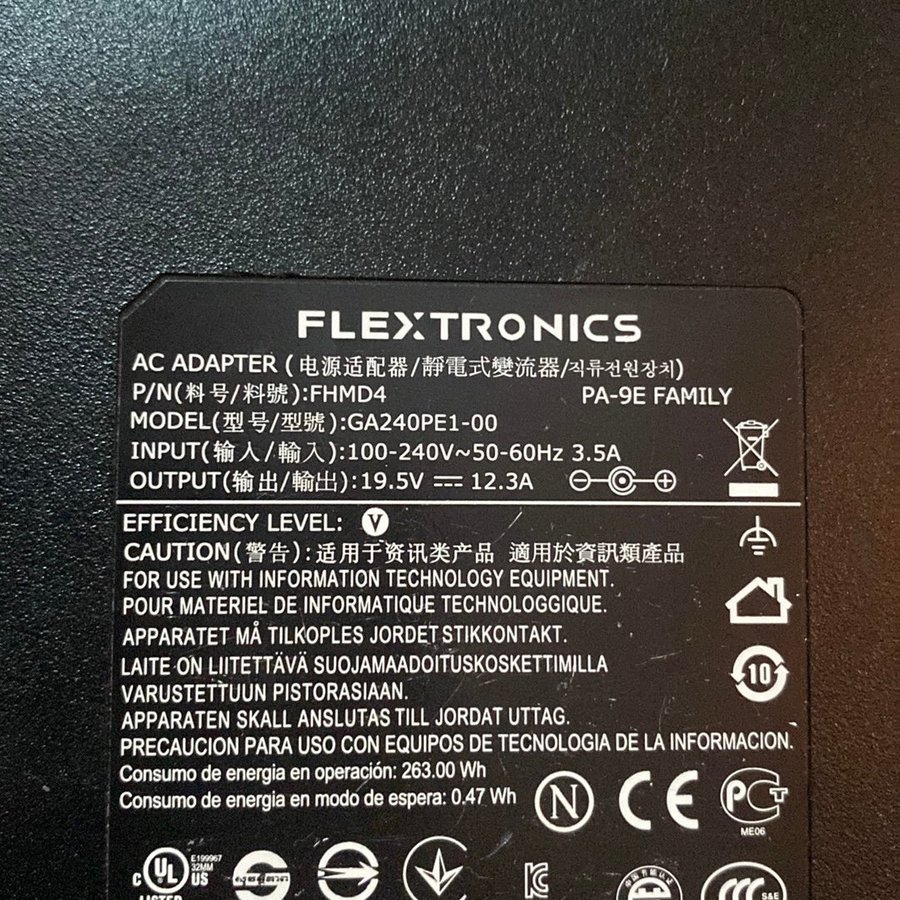 FLEXTRONICS
AC ADAPTER (电源适配器/靜電式變流器/직류전원장치)
P/N(料号/料號):FHMD4 PA-9E FAMILY
MODEL(型号/型號):GA240PE1-00
INPUT(输入/輸入):100-240V~50-60Hz 3.5A
OUTPUT(输出/輸出):19.5V ⎓ 12.3A
EFFICIENCY LEVEL: V
CAUTION(警告):适用于资讯类产品 適用於資訊類產品
FOR USE WITH INFORMATION TECHNOLOGY EQUIPMENT.
POUR MATERIEL DE INFORMATIQUE TECHNOLOGGIQUE.
APPARATET MÅ TILKOPLES JORDET STIKKONTAKT.
LAITE ON LIITETTÄVÄ SUOJAMAADOITUSKOSKETTIMILLA
VARUSTETTUUN PISTORASIAAN.
APPARATEN SKALL ANSLUTAS TILL JORDAT UTTAG.
PRECAUCION PARA USO CON EQUIPOS DE TECNOLOGIA DE LA INFORMACION.
Consumo de energia en operación: 263.00 Wh
Consumo de energia en modo de espera: 0.47 Wh
10
N CE PCT
ME06
c UL US E199967
32MM
LISTED
CCC S&E